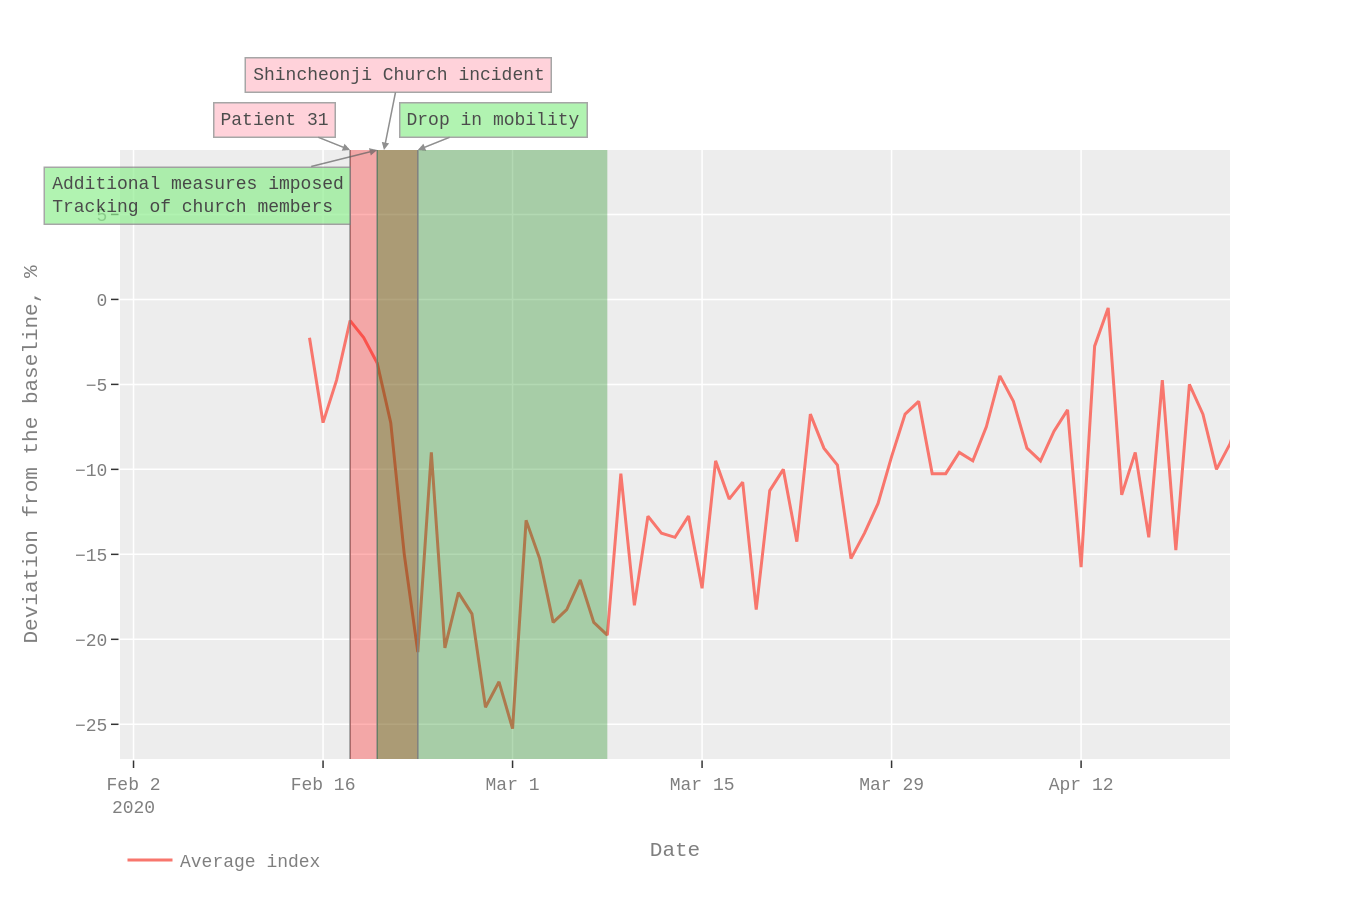 Shincheonji Church incident
Patient 31
Drop in mobility
Additional measures imposed
Tracking of church members
5
0
−5
−10
−15
−20
−25
Deviation from the baseline, %
Feb 2
2020
Feb 16
Mar 1
Mar 15
Mar 29
Apr 12
Date
Average index